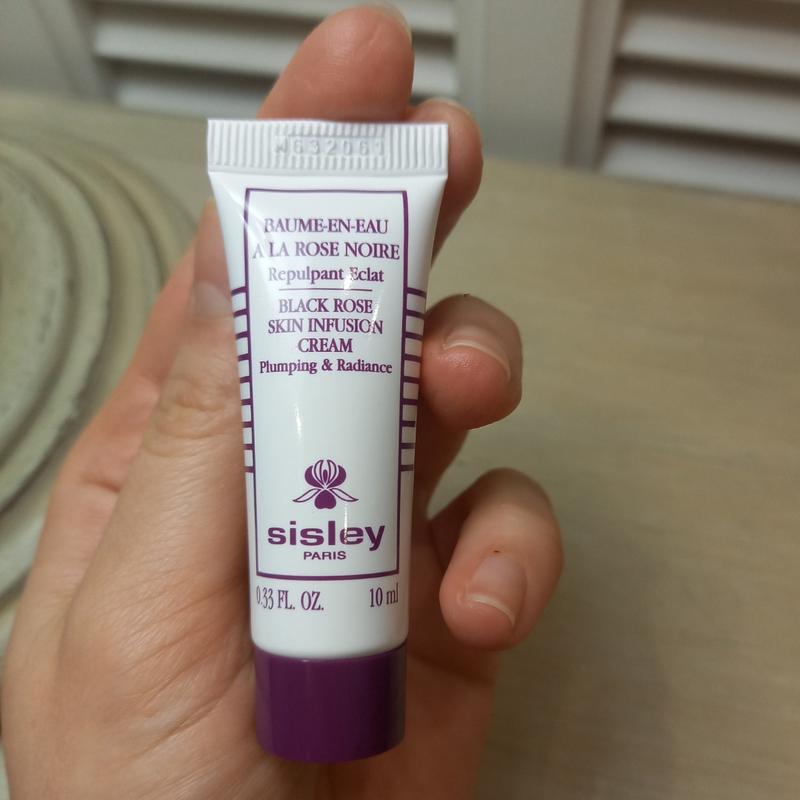 BAUME-EN-EAU
A LA ROSE NOIRE
Repulpant Eclat
BLACK ROSE
SKIN INFUSION
CREAM
Plumping & Radiance
sisley
PARIS
0.33 FL. OZ. 10 ml